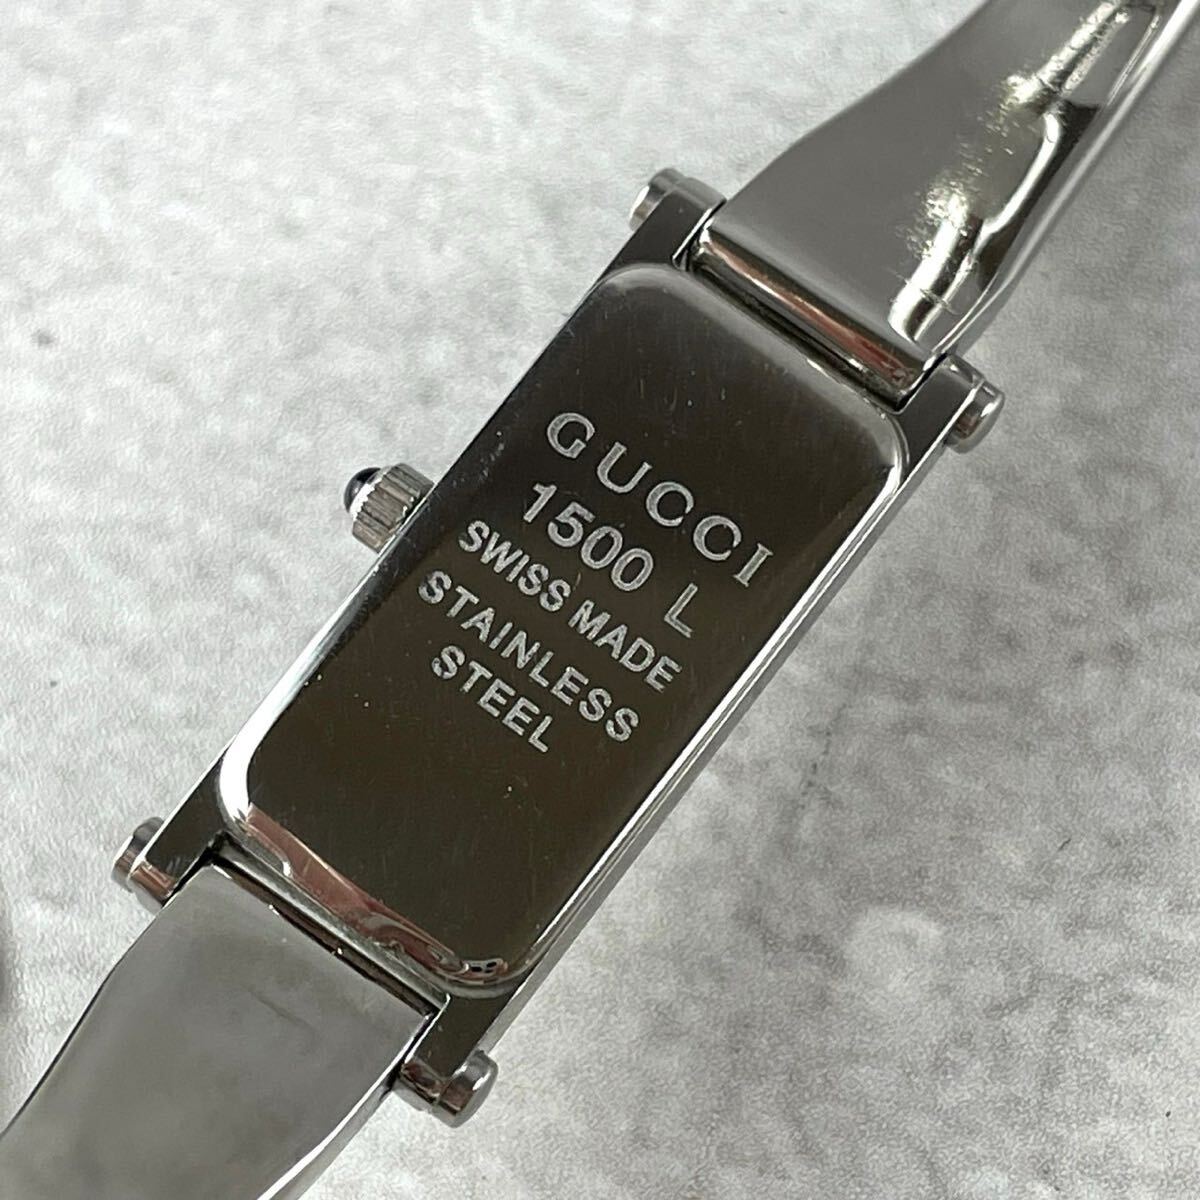 GUCCI
1500 L
SWISS MADE
STAINLESS
STEEL